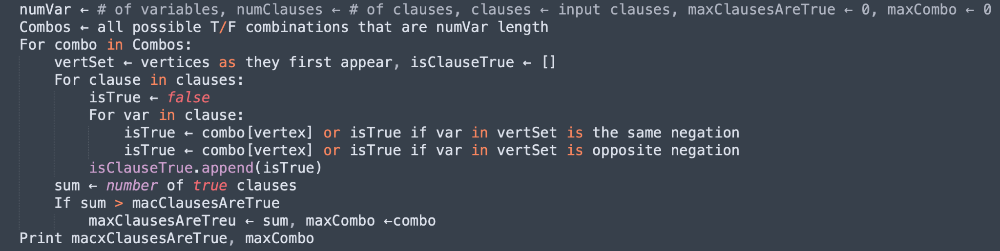 numVar ← # of variables, numClauses ← # of clauses, clauses ← input clauses, maxClausesAreTrue ← 0, maxCombo ← 0
Combos ← all possible T/F combinations that are numVar length
For combo in Combos:
vertSet ← vertices as they first appear, isClauseTrue ← []
For clause in clauses:
isTrue ← false
For var in clause:
isTrue ← combo[vertex] or isTrue if var in vertSet is the same negation
isTrue ← combo[vertex] or isTrue if var in vertSet is opposite negation
isClauseTrue.append(isTrue)
sum ← number of true clauses
If sum > macClausesAreTrue
maxClausesAreTreu ← sum, maxCombo ←combo
Print macxClausesAreTrue, maxCombo